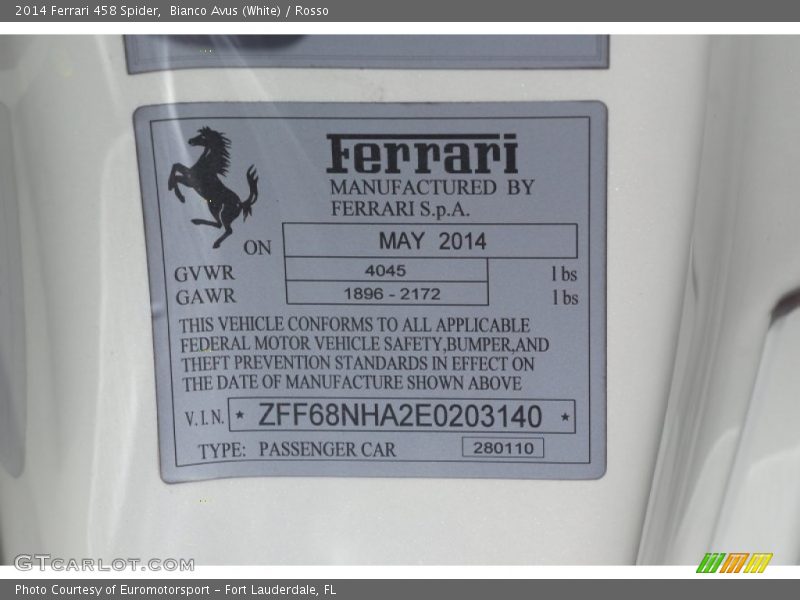 2014 Ferrari 458 Spider,  Bianco Avus (White) / Rosso
Ferrari
MANUFACTURED BY
FERRARI S.p.A.
ON MAY 2014
GVWR 4045 lbs
GAWR 1896 - 2172 lbs
THIS VEHICLE CONFORMS TO ALL APPLICABLE
FEDERAL MOTOR VEHICLE SAFETY,BUMPER,AND
THEFT PREVENTION STANDARDS IN EFFECT ON
THE DATE OF MANUFACTURE SHOWN ABOVE
V.I.N. * ZFF68NHA2E0203140 *
TYPE: PASSENGER CAR 280110
GTCARLOT.COM
Photo Courtesy of Euromotorsport - Fort Lauderdale, FL